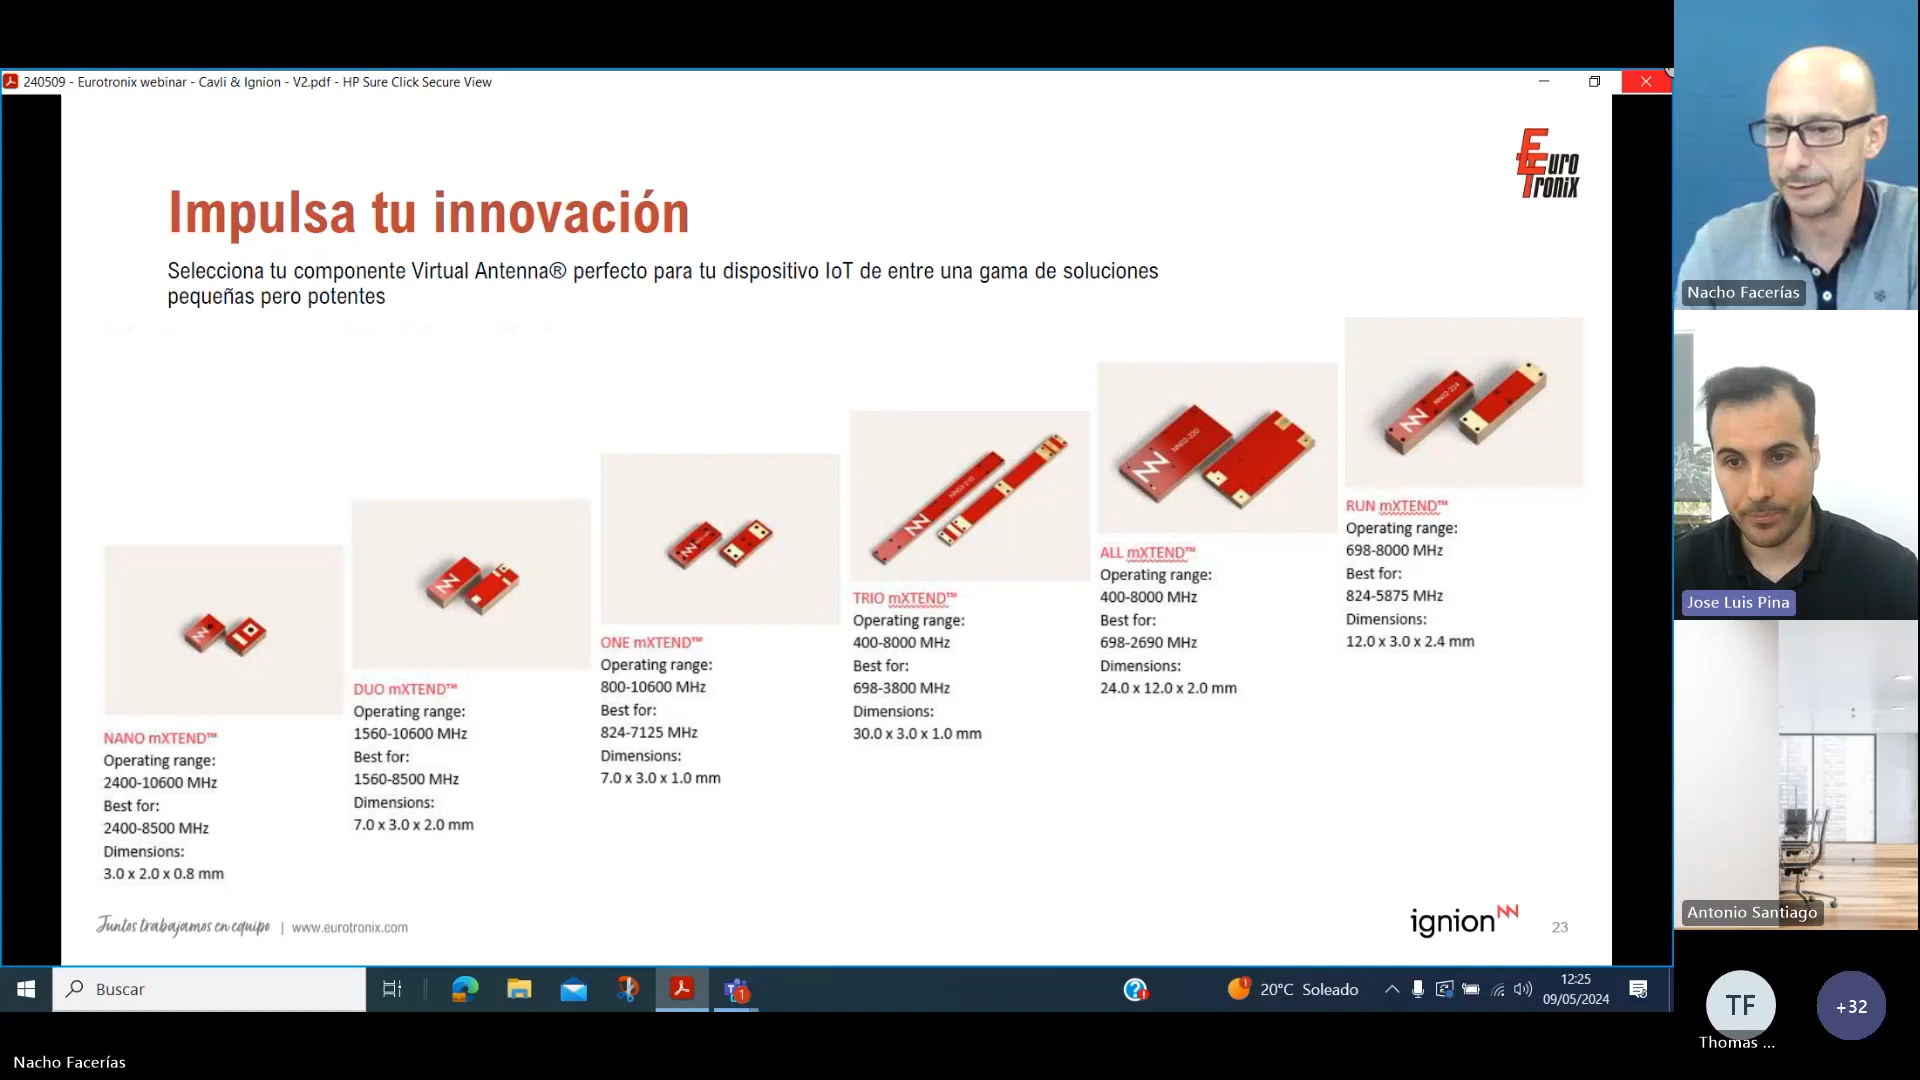 240509 - Eurotronix webinar - Cavli & Ignion - V2.pdf - HP Sure Click Secure View
Euro
Tronix
Impulsa tu innovación
Selecciona tu componente Virtual Antenna® perfecto para tu dispositivo IoT de entre una gama de soluciones
pequeñas pero potentes
NANO mXTEND™
Operating range:
2400-10600 MHz
Best for:
2400-8500 MHz
Dimensions:
3.0 x 2.0 x 0.8 mm
DUO mXTEND™
Operating range:
1560-10600 MHz
Best for:
1560-8500 MHz
Dimensions:
7.0 x 3.0 x 2.0 mm
ONE mXTEND™
Operating range:
800-10600 MHz
Best for:
824-7125 MHz
Dimensions:
7.0 x 3.0 x 1.0 mm
NN03-310
TRIO mXTEND™
Operating range:
400-8000 MHz
Best for:
698-3800 MHz
Dimensions:
30.0 x 3.0 x 1.0 mm
NN02-220
ALL mXTEND™
Operating range:
400-8000 MHz
Best for:
698-2690 MHz
Dimensions:
24.0 x 12.0 x 2.0 mm
NN02-224
RUN mXTEND™
Operating range:
698-8000 MHz
Best for:
824-5875 MHz
Dimensions:
12.0 x 3.0 x 2.4 mm
Juntos trabajamos en equipo | www.eurotronix.com
ignion
23
Buscar
20°C Soleado
12:25
09/05/2024
Nacho Facerías
Jose Luis Pina
Antonio Santiago
TF
Thomas ...
+32
Nacho Facerías